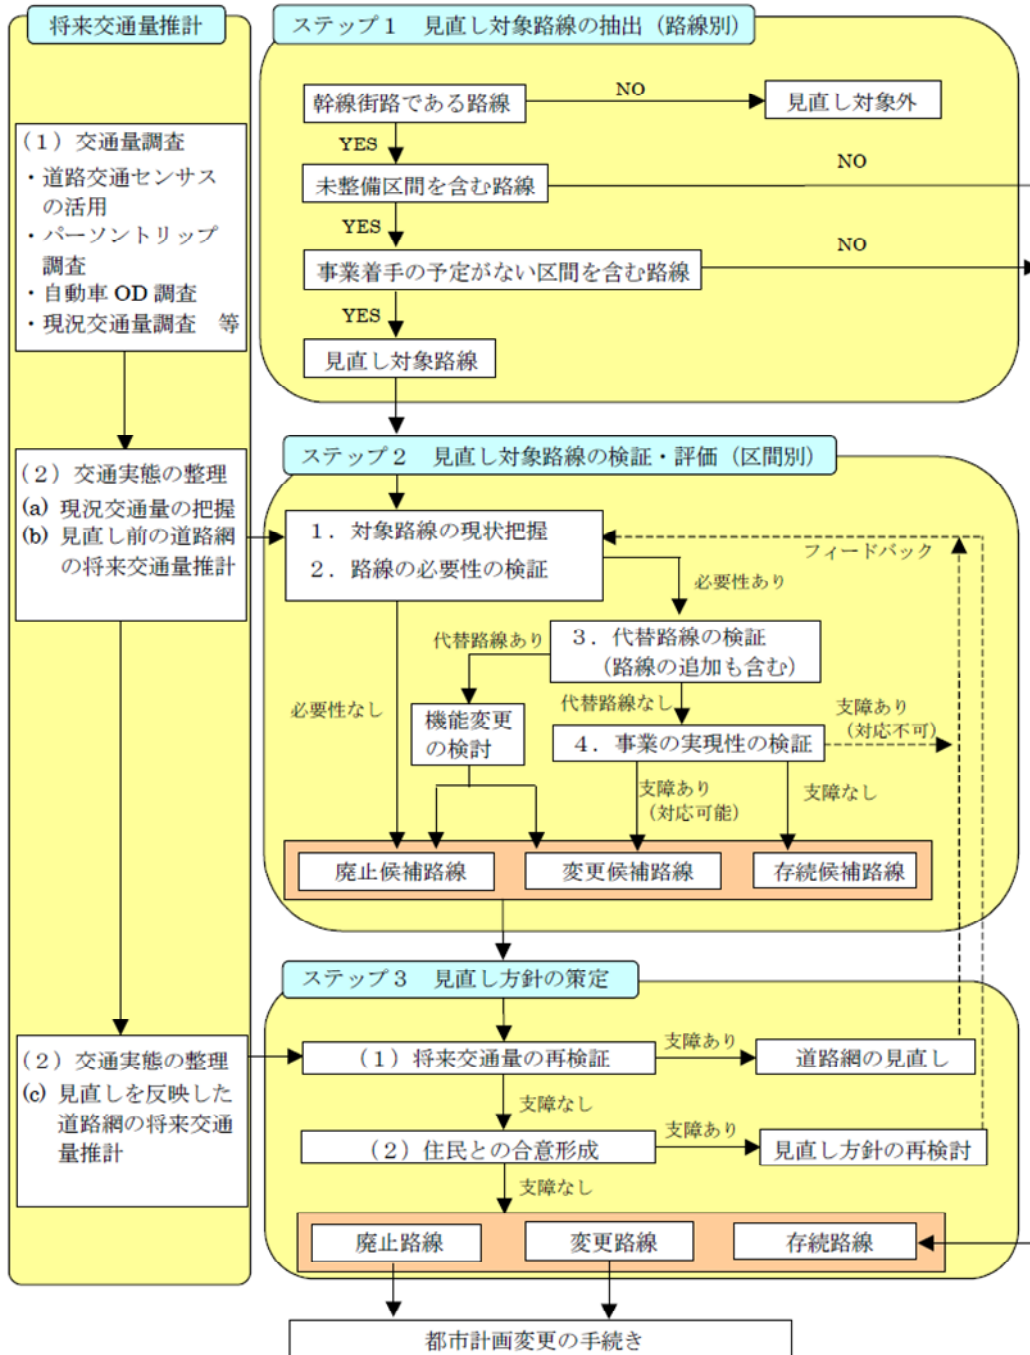 将来交通量推計
(1)交通量調査
・道路交通センサス
の活用
・パーソントリップ
調査
・自動車 OD 調査
・現況交通量調査 等
(2)交通実態の整理
(a) 現況交通量の把握
(b) 見直し前の道路網
の将来交通量推計
(2)交通実態の整理
(c) 見直しを反映した
道路網の将来交通
量推計
ステップ1 見直し対象路線の抽出(路線別)
幹線街路である路線
NO
見直し対象外
YES
未整備区間を含む路線
NO
YES
事業着手の予定がない区間を含む路線
NO
YES
見直し対象路線
ステップ2 見直し対象路線の検証・評価(区間別)
1.対象路線の現状把握
2.路線の必要性の検証
フィードバック
必要性あり
代替路線あり
3.代替路線の検証
(路線の追加も含む)
必要性なし
機能変更
の検討
代替路線なし
4.事業の実現性の検証
支障あり
(対応不可)
支障あり
(対応可能)
支障なし
廃止候補路線
変更候補路線
存続候補路線
ステップ3 見直し方針の策定
(1)将来交通量の再検証
支障あり
道路網の見直し
支障なし
(2)住民との合意形成
支障あり
見直し方針の再検討
支障なし
廃止路線
変更路線
存続路線
都市計画変更の手続き